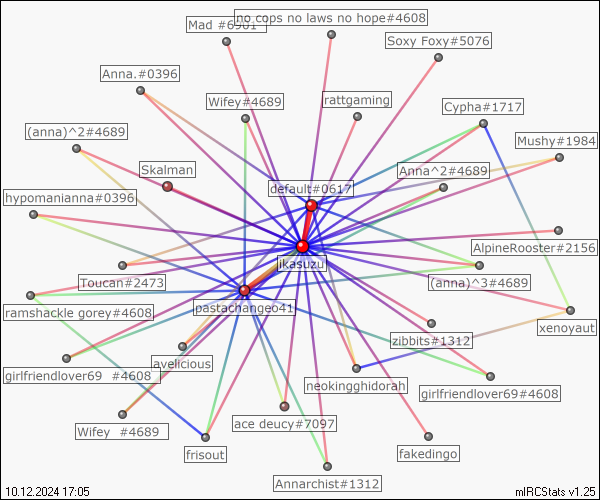 no cops no laws no hope#4608
Mad #6901
Soxy Foxy#5076
Anna.#0396
Wifey#4689
rattgaming
Cypha#1717
(anna)^2#4689
Mushy#1984
Skalman
Anna^2#4689
default#0617
hypomanianna#0396
AlpineRooster#2156
jkasuzu
Toucan#2473
(anna)^3#4689
pastachangeo41
ramshackle gorey#4608
xenoyaut
zibbits#1312
avelicious
girlfriendlover69 #4608
neokingghidorah
girlfriendlover69#4608
ace deucy#7097
Wifey #4689
fakedingo
frisout
Annarchist#1312
10.12.2024 17:05
mIRCStats v1.25